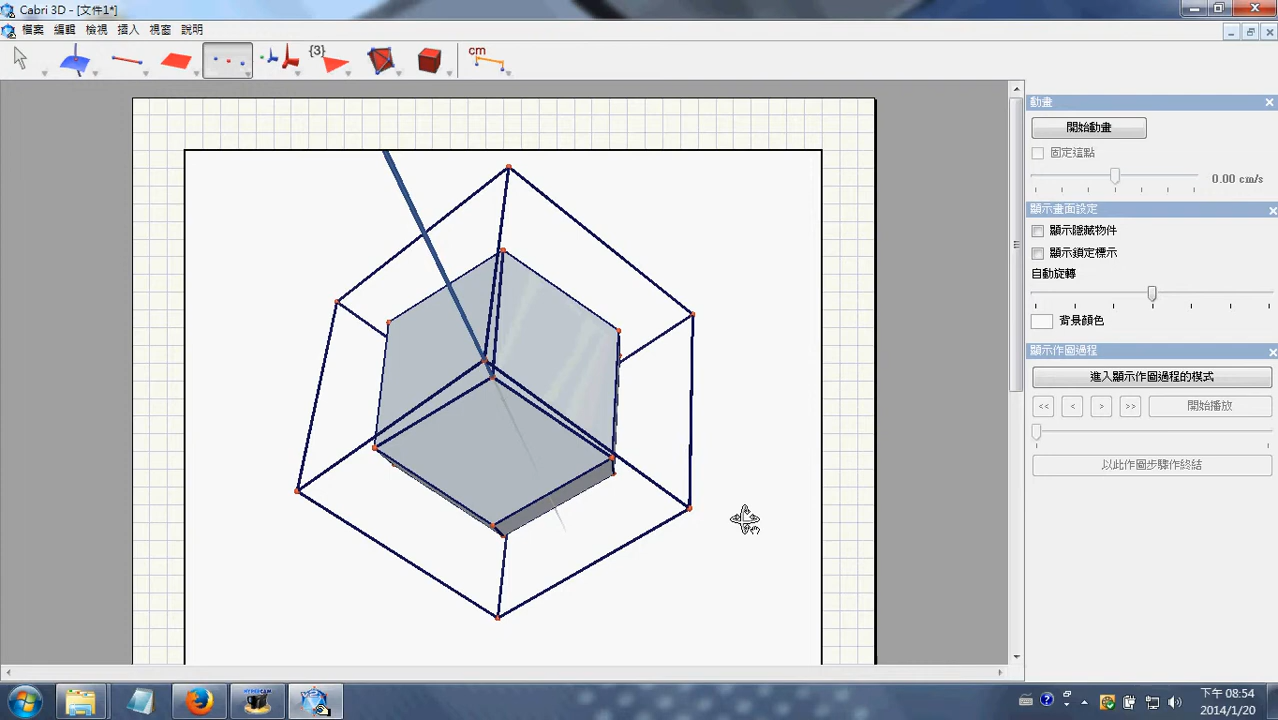 Cabri 3D - [文件1*]
檔案 編輯 檢視 插入 視窗 說明
{3}
cm
動畫
開始動畫
固定這點
0.00 cm/s
顯示畫面設定
顯示隱藏物件
顯示鎖定標示
自動旋轉
背景顏色
顯示作圖過程
進入顯示作圖過程的模式
<< < > >> 開始播放
以此作圖步驟作終結
HYPERCAM
下午 08:54
2014/1/20